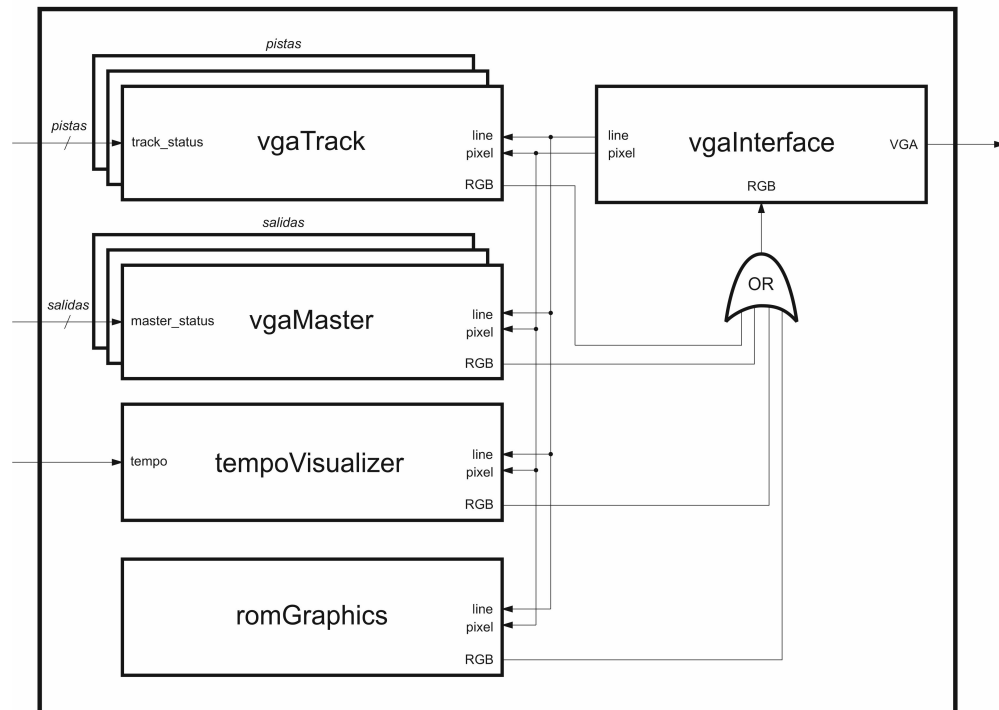 pistas
pistas
track_status
vgaTrack
line
pixel
RGB
line
pixel
vgaInterface
VGA
RGB
salidas
salidas
master_status
vgaMaster
line
pixel
RGB
OR
tempo
tempoVisualizer
line
pixel
RGB
romGraphics
line
pixel
RGB